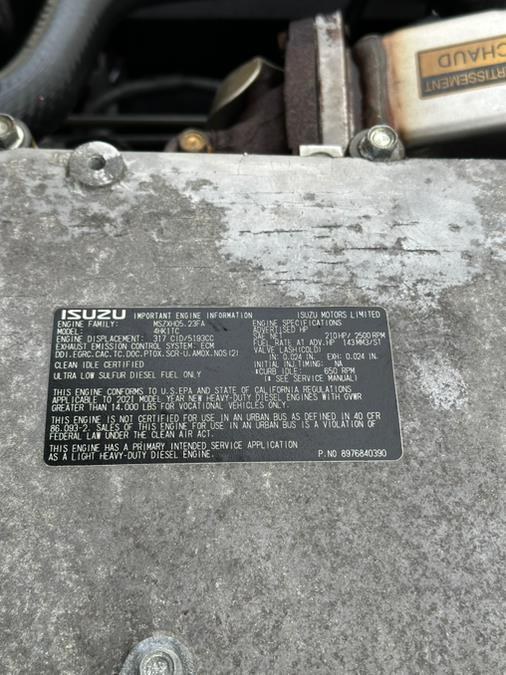 AVERTISSEMENT
CHAUD
ISUZU IMPORTANT ENGINE INFORMATION ISUZU MOTORS LIMITED
ENGINE FAMILY: MSZXH05.23FA
ENGINE 4HK1TC
ENGINE DISPLACEMENT: 317 CID/5193CC
EXHAUST EMISSION CONTROL SYSTEM: ECM
DDI.EGRC.CAC.TC.DOC.PTOX.SCR-U.AMOX.NOS(2)
CLEAN IDLE CERTIFIED
ULTRA LOW SULFUR DIESEL FUEL ONLY
ENGINE SPECIFICATIONS
ADVERTISED HP
SAE NET 210 HP/ 2500 RPM
FUEL RATE AT ADV.HP 143 MM3/ST
VALVE LASH(COLD)
IN: 0.024 IN. EXH: 0.024 IN.
INITIAL INJ.TIMING: NA
*CURB IDLE: 650 RPM
(* SEE SERVICE MANUAL)
THIS ENGINE CONFORMS TO U.S.EPA AND STATE OF CALIFORNIA REGULATIONS
APPLICABLE TO 2021 MODEL YEAR NEW HEAVY-DUTY DIESEL ENGINES WITH GVWR
GREATER THAN 14,000 LBS FOR VOCATIONAL VEHICLES ONLY.
THIS ENGINE IS NOT CERTIFIED FOR USE IN AN URBAN BUS AS DEFINED IN 40 CFR
86.093-2. SALES OF THIS ENGINE FOR USE IN AN URBAN BUS IS A VIOLATION OF
FEDERAL LAW UNDER THE CLEAN AIR ACT.
THIS ENGINE HAS A PRIMARY INTENDED SERVICE APPLICATION
AS A LIGHT HEAVY-DUTY DIESEL ENGINE. P.NO 8976840390